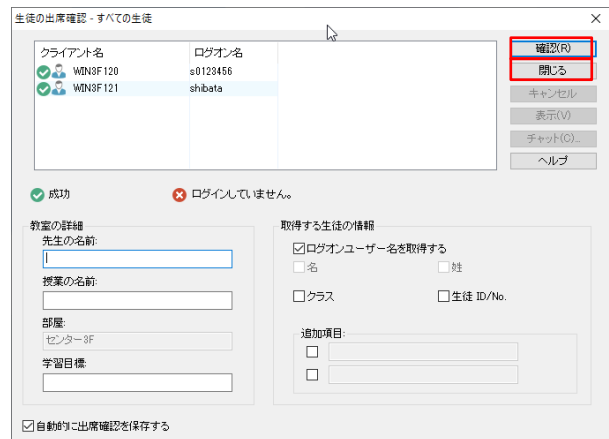 生徒の出席確認 - すべての生徒
クライアント名 ログオン名
WIN3F120 s0123456
WIN3F121 shibata
確認(R)
閉じる
キャンセル
表示(V)
チャット(C)...
ヘルプ
成功 ログインしていません。
教室の詳細
先生の名前:
授業の名前:
部屋:
センター3F
学習目標:
取得する生徒の情報
ログオンユーザー名を取得する
名 姓
クラス 生徒 ID/No.
追加項目:
自動的に出席確認を保存する